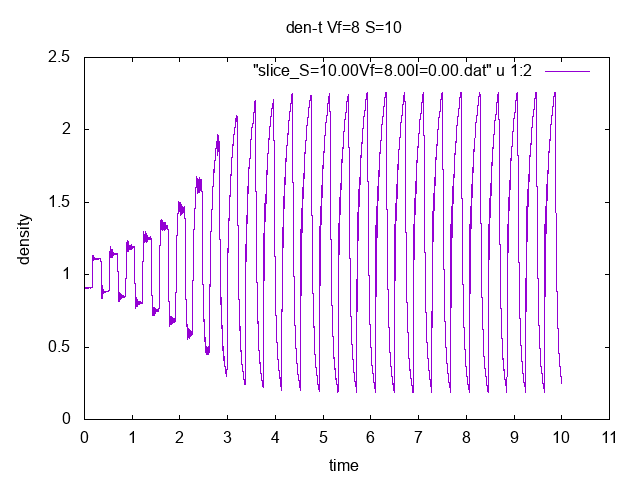 den-t Vf=8 S=10
"slice_S=10.00Vf=8.00I=0.00.dat" u 1:2
2.5
2
1.5
1
0.5
0
density
0 1 2 3 4 5 6 7 8 9 10 11
time